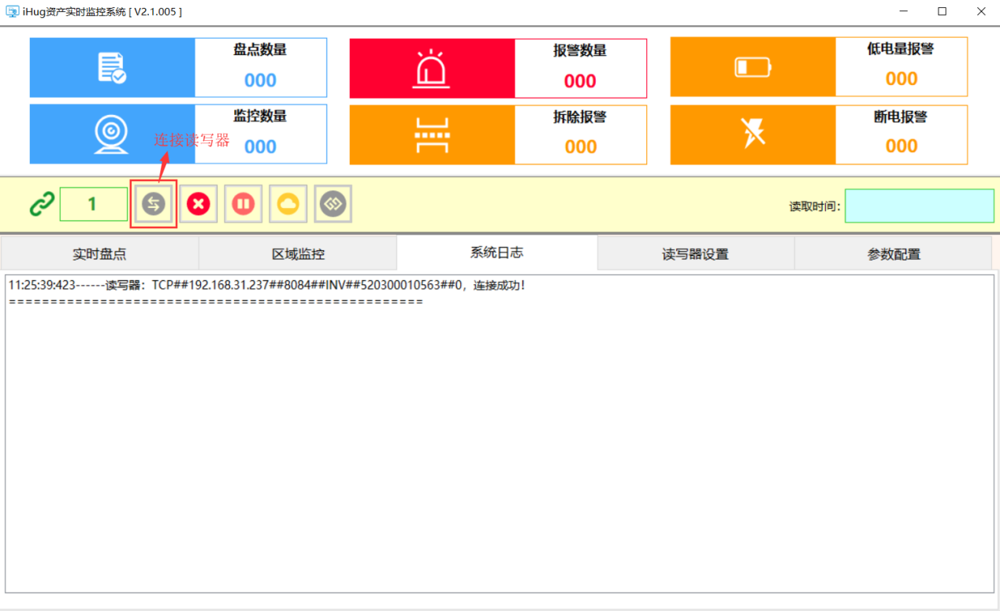 iHug资产实时监控系统 [ V2.1.005 ]
盘点数量
000
报警数量
000
低电量报警
000
监控数量
000
拆除报警
000
断电报警
000
连接读写器
1
读取时间：
实时盘点
区域监控
系统日志
读写器设置
参数配置
11:25:39:423------读写器：TCP##192.168.31.237##8084##INV##520300010563##0，连接成功！
==================================================